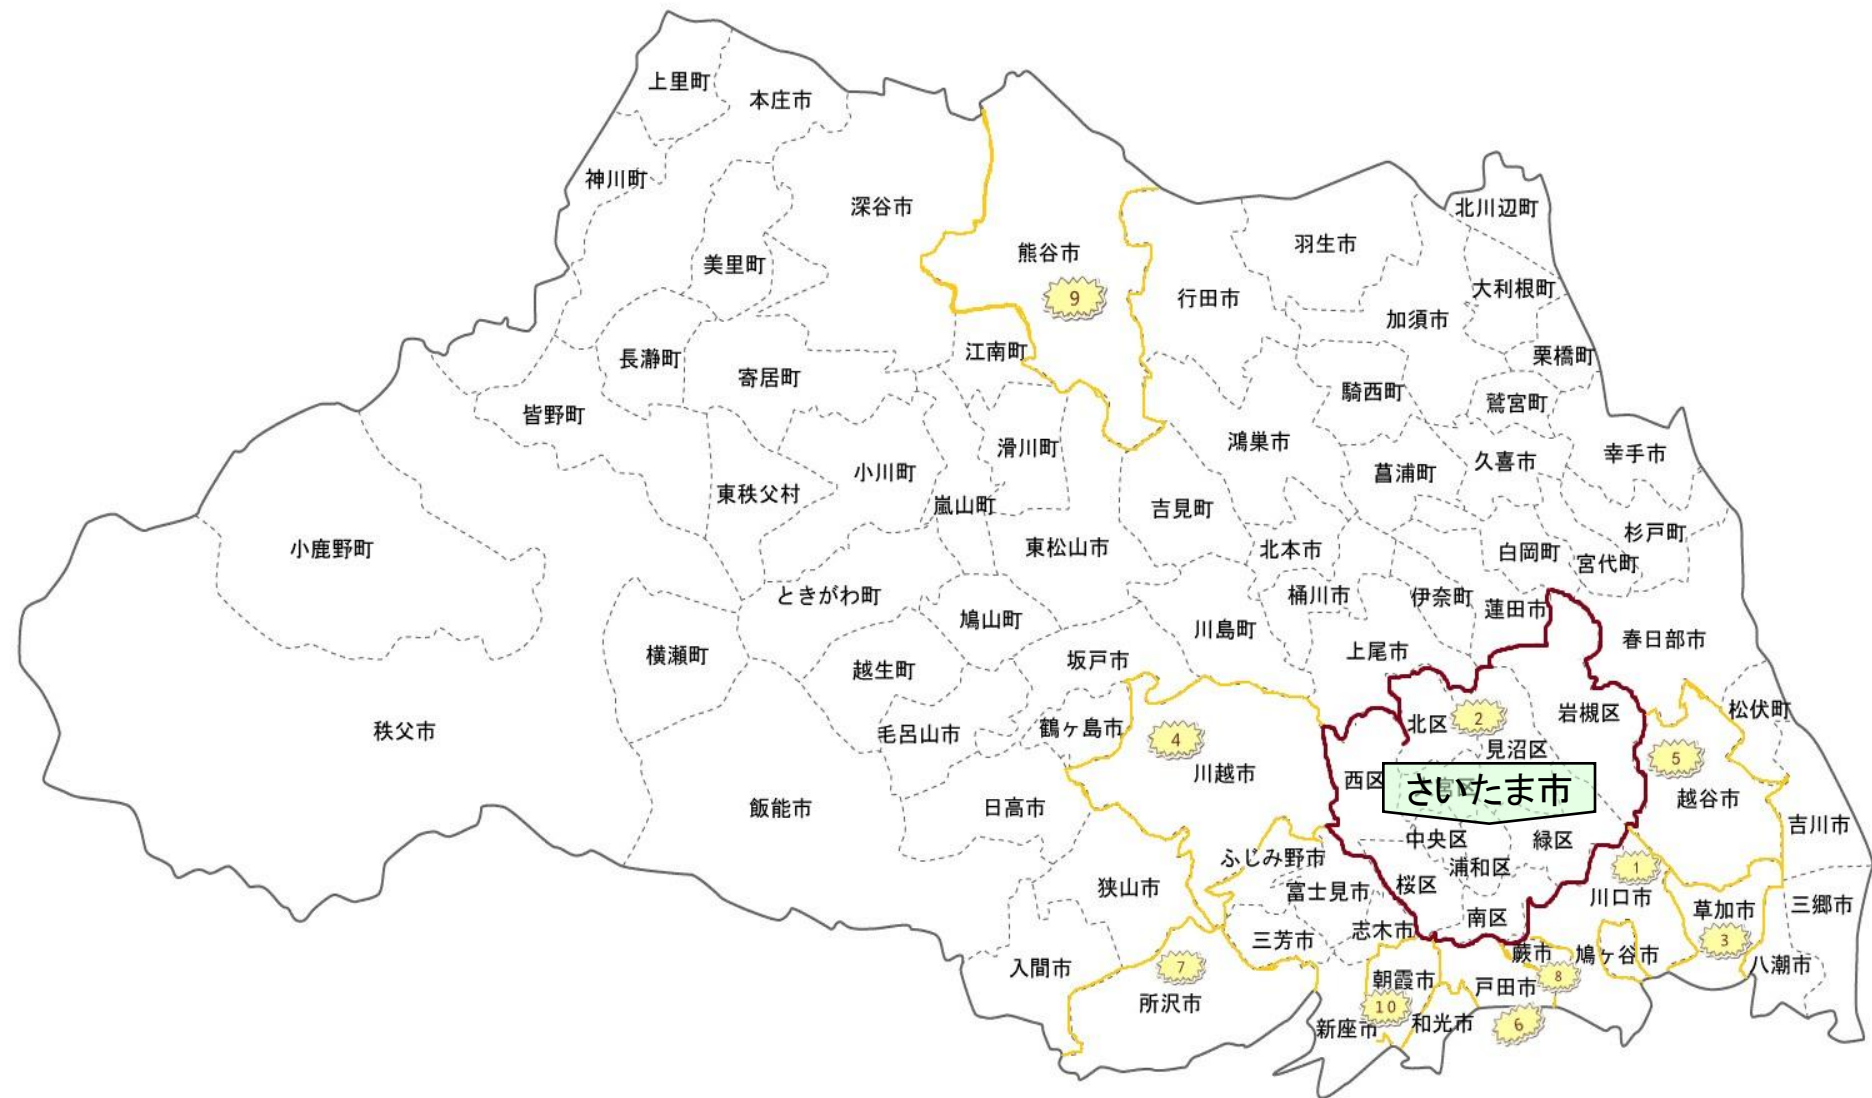 上里町
本庄市
神川町
深谷市
美里町
熊谷市
9
行田市
羽生市
北川辺町
大利根町
加須市
栗橋町
江南町
長瀞町
寄居町
皆野町
騎西町
鷲宮町
鴻巣市
滑川町
小川町
東秩父村
嵐山町
吉見町
菖蒲町
久喜市
幸手市
小鹿野町
東松山市
北本市
白岡町
宮代町
杉戸町
ときがわ町
鳩山町
桶川市
伊奈町
蓮田市
川島町
春日部市
横瀬町
越生町
坂戸市
上尾市
秩父市
毛呂山市
鶴ヶ島市
4
川越市
北区
2
岩槻区
松伏町
見沼区
5
西区
さいたま市
越谷市
飯能市
日高市
吉川市
中央区
緑区
ふじみ野市
浦和区
1
狭山市
富士見市
桜区
川口市
草加市
三郷市
南区
三芳市
志木市
3
蕨市
鳩ヶ谷市
八潮市
入間市
7
朝霞市
8
戸田市
所沢市
10
新座市
和光市
6